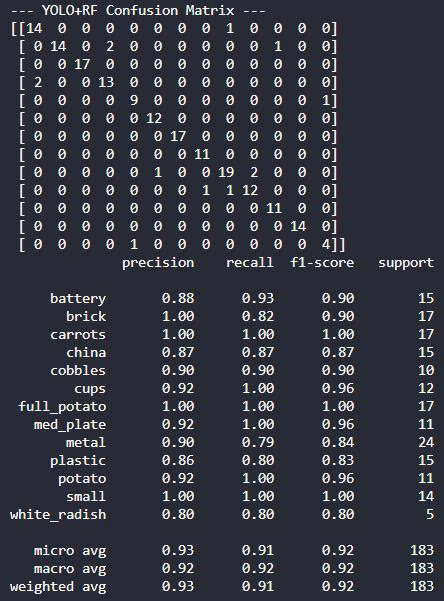 --- YOLO+RF Confusion Matrix ---
[[14  0  0  0  0  0  0  0  1  0  0  0  0]
 [ 0 14  0  2  0  0  0  0  0  0  1  0  0]
 [ 0  0 17  0  0  0  0  0  0  0  0  0  0]
 [ 2  0  0 13  0  0  0  0  0  0  0  0  0]
 [ 0  0  0  0  9  0  0  0  0  0  0  0  1]
 [ 0  0  0  0  0 12  0  0  0  0  0  0  0]
 [ 0  0  0  0  0  0 17  0  0  0  0  0  0]
 [ 0  0  0  0  0  0  0 11  0  0  0  0  0]
 [ 0  0  0  0  0  1  0  0 19  2  0  0  0]
 [ 0  0  0  0  0  0  0  1  1 12  0  0  0]
 [ 0  0  0  0  0  0  0  0  0  0 11  0  0]
 [ 0  0  0  0  0  0  0  0  0  0  0 14  0]
 [ 0  0  0  0  1  0  0  0  0  0  0  0  4]]
precision recall f1-score support
battery 0.88 0.93 0.90 15
brick 1.00 0.82 0.90 17
carrots 1.00 1.00 1.00 17
china 0.87 0.87 0.87 15
cobbles 0.90 0.90 0.90 10
cups 0.92 1.00 0.96 12
full_potato 1.00 1.00 1.00 17
med_plate 0.92 1.00 0.96 11
metal 0.90 0.79 0.84 24
plastic 0.86 0.80 0.83 15
potato 0.92 1.00 0.96 11
small 1.00 1.00 1.00 14
white_radish 0.80 0.80 0.80 5
micro avg 0.93 0.91 0.92 183
macro avg 0.92 0.92 0.92 183
weighted avg 0.93 0.91 0.92 183